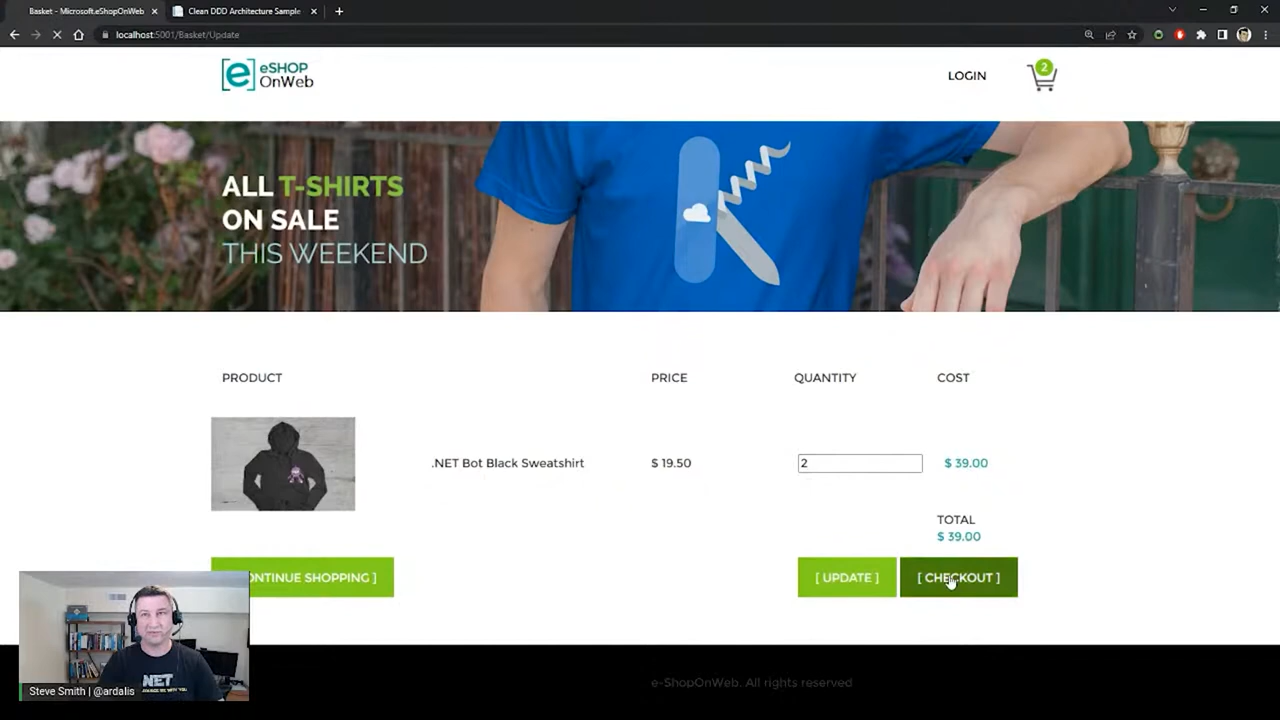 Basket - Microsoft.eShopOnWeb
Clean DDD Architecture Sample
localhost:5001/Basket/Update
eSHOP
OnWeb
LOGIN
2
ALL T-SHIRTS
ON SALE
THIS WEEKEND
PRODUCT PRICE QUANTITY COST
.NET Bot Black Sweatshirt $ 19.50 2 $ 39.00
TOTAL
$ 39.00
ONTINUE SHOPPING ]
[ UPDATE ]
[ CHECKOUT ]
.NET
Steve Smith | @ardalis
e-ShopOnWeb. All rights reserved